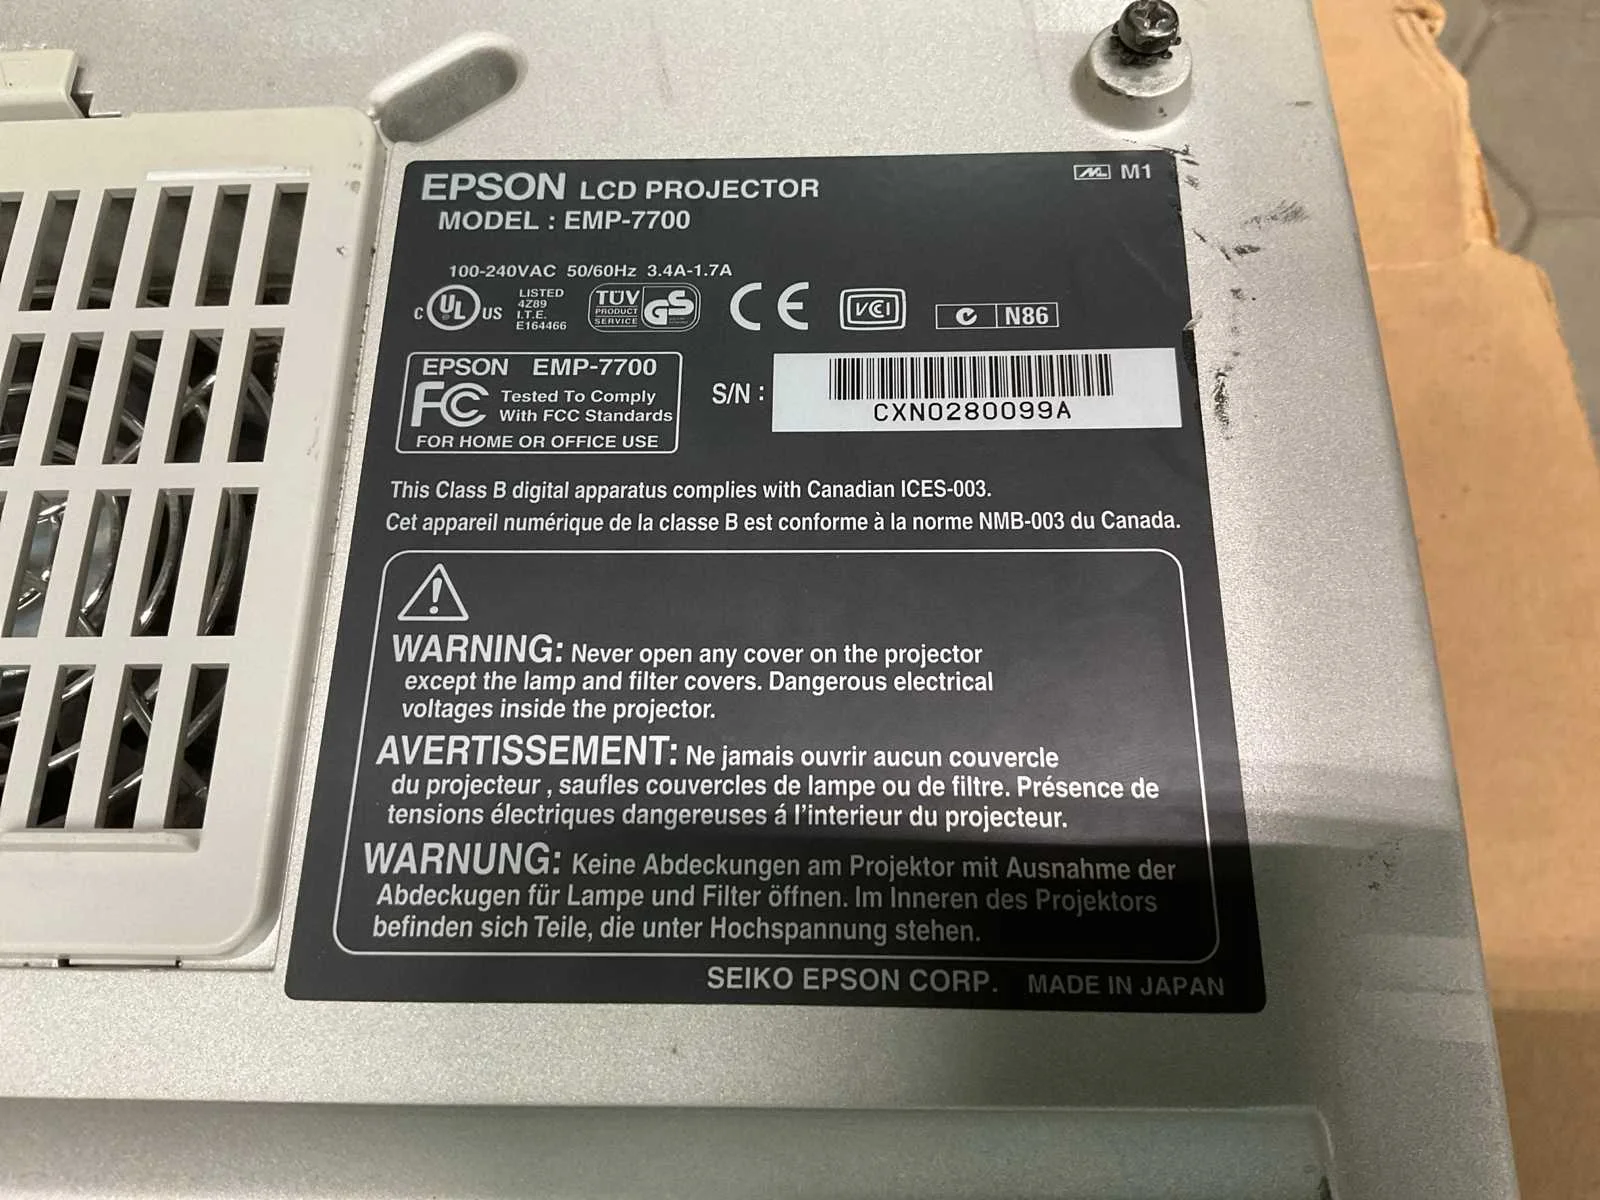 EPSON LCD PROJECTOR
M1
MODEL : EMP-7700
100-240VAC 50/60Hz 3.4A-1.7A
C UL US
LISTED
4Z89
I.T.E.
E164466
TÜV
PRODUCT
SERVICE
GS
CE
VCI
N86
EPSON EMP-7700
FC Tested To Comply
With FCC Standards
FOR HOME OR OFFICE USE
S/N :
CXN0280099A
This Class B digital apparatus complies with Canadian ICES-003.
Cet appareil numérique de la classe B est conforme à la norme NMB-003 du Canada.
WARNING: Never open any cover on the projector
except the lamp and filter covers. Dangerous electrical
voltages inside the projector.
AVERTISSEMENT: Ne jamais ouvrir aucun couvercle
du projecteur , saufles couvercles de lampe ou de filtre. Présence de
tensions électriques dangereuses á l'interieur du projecteur.
WARNUNG: Keine Abdeckungen am Projektor mit Ausnahme der
Abdeckugen für Lampe und Filter öffnen. Im Inneren des Projektors
befinden sich Teile, die unter Hochspannung stehen.
SEIKO EPSON CORP. MADE IN JAPAN